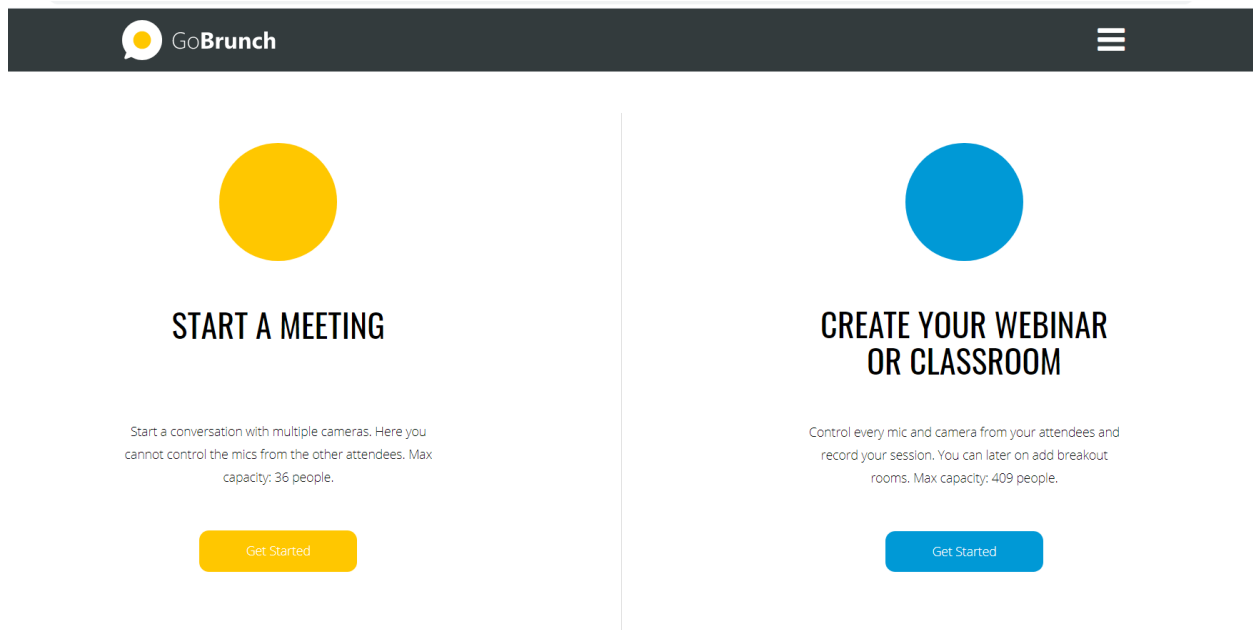 GoBrunch
START A MEETING
Start a conversation with multiple cameras. Here you
cannot control the mics from the other attendees. Max
capacity: 36 people.
Get Started
CREATE YOUR WEBINAR
OR CLASSROOM
Control every mic and camera from your attendees and
record your session. You can later on add breakout
rooms. Max capacity: 409 people.
Get Started